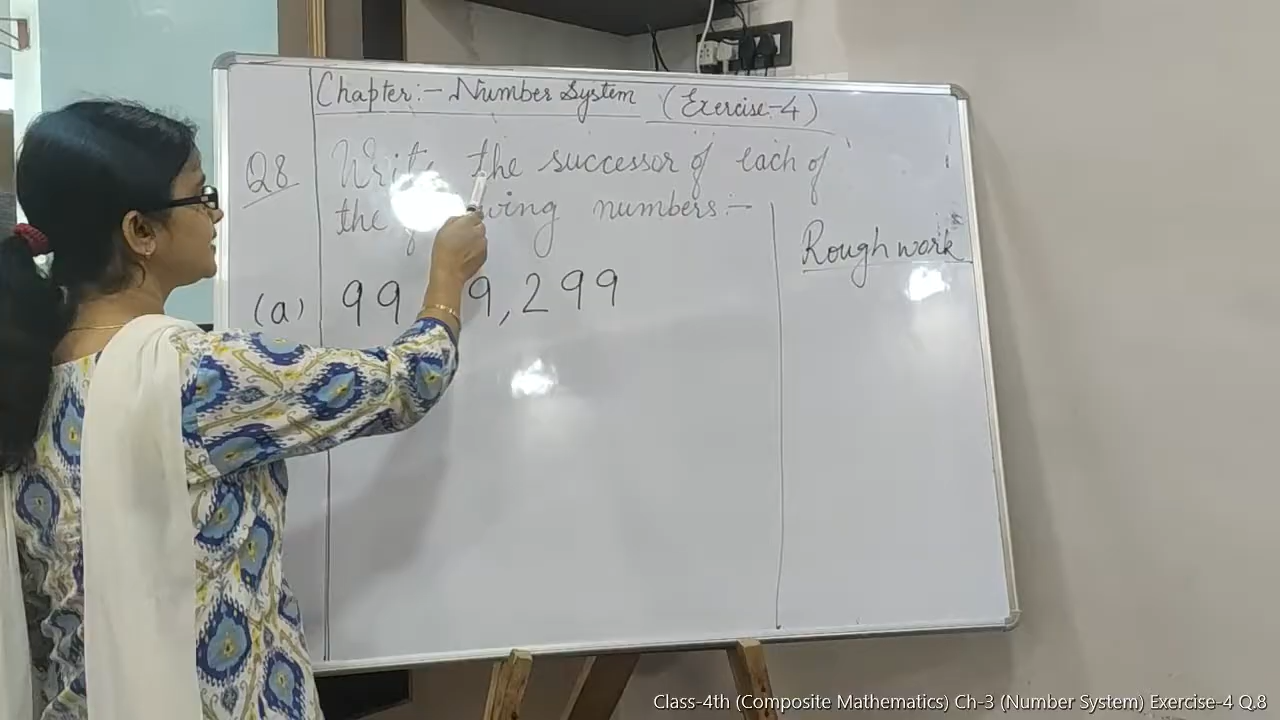 Chapter:- Number System (Exercise-4)
Q8 Write the successor of each of
the numbers:-
Rough work
(a) 99 9,299
Class-4th (Composite Mathematics) Ch-3 (Number System) Exercise-4 Q.8